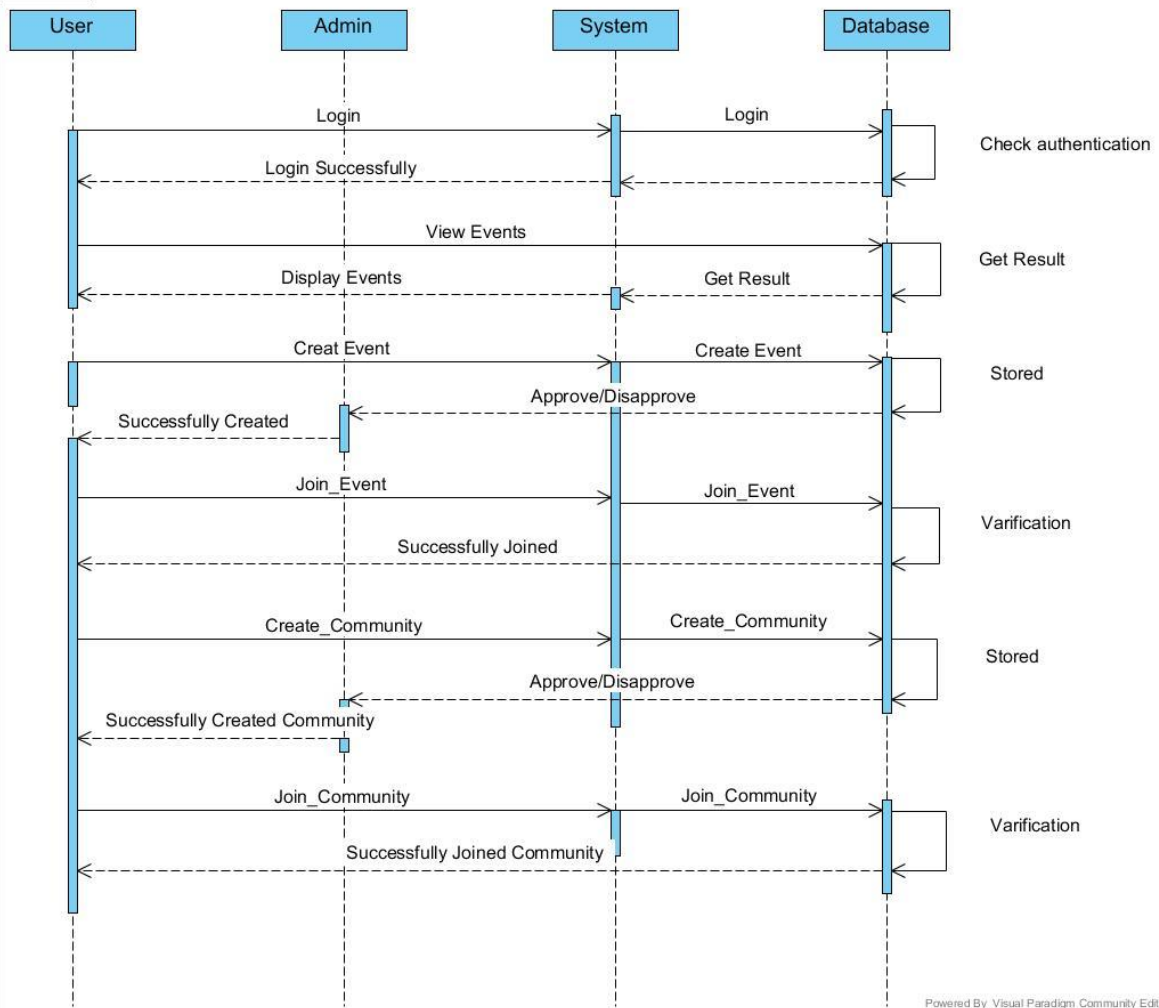 User
Admin
System
Database
Login
Login
Check authentication
Login Successfully
View Events
Get Result
Display Events
Get Result
Creat Event
Create Event
Stored
Approve/Disapprove
Successfully Created
Join_Event
Join_Event
Varification
Successfully Joined
Create_Community
Create_Community
Stored
Approve/Disapprove
Successfully Created Community
Join_Community
Join_Community
Varification
Successfully Joined Community
Powered By Visual Paradigm Community Edit